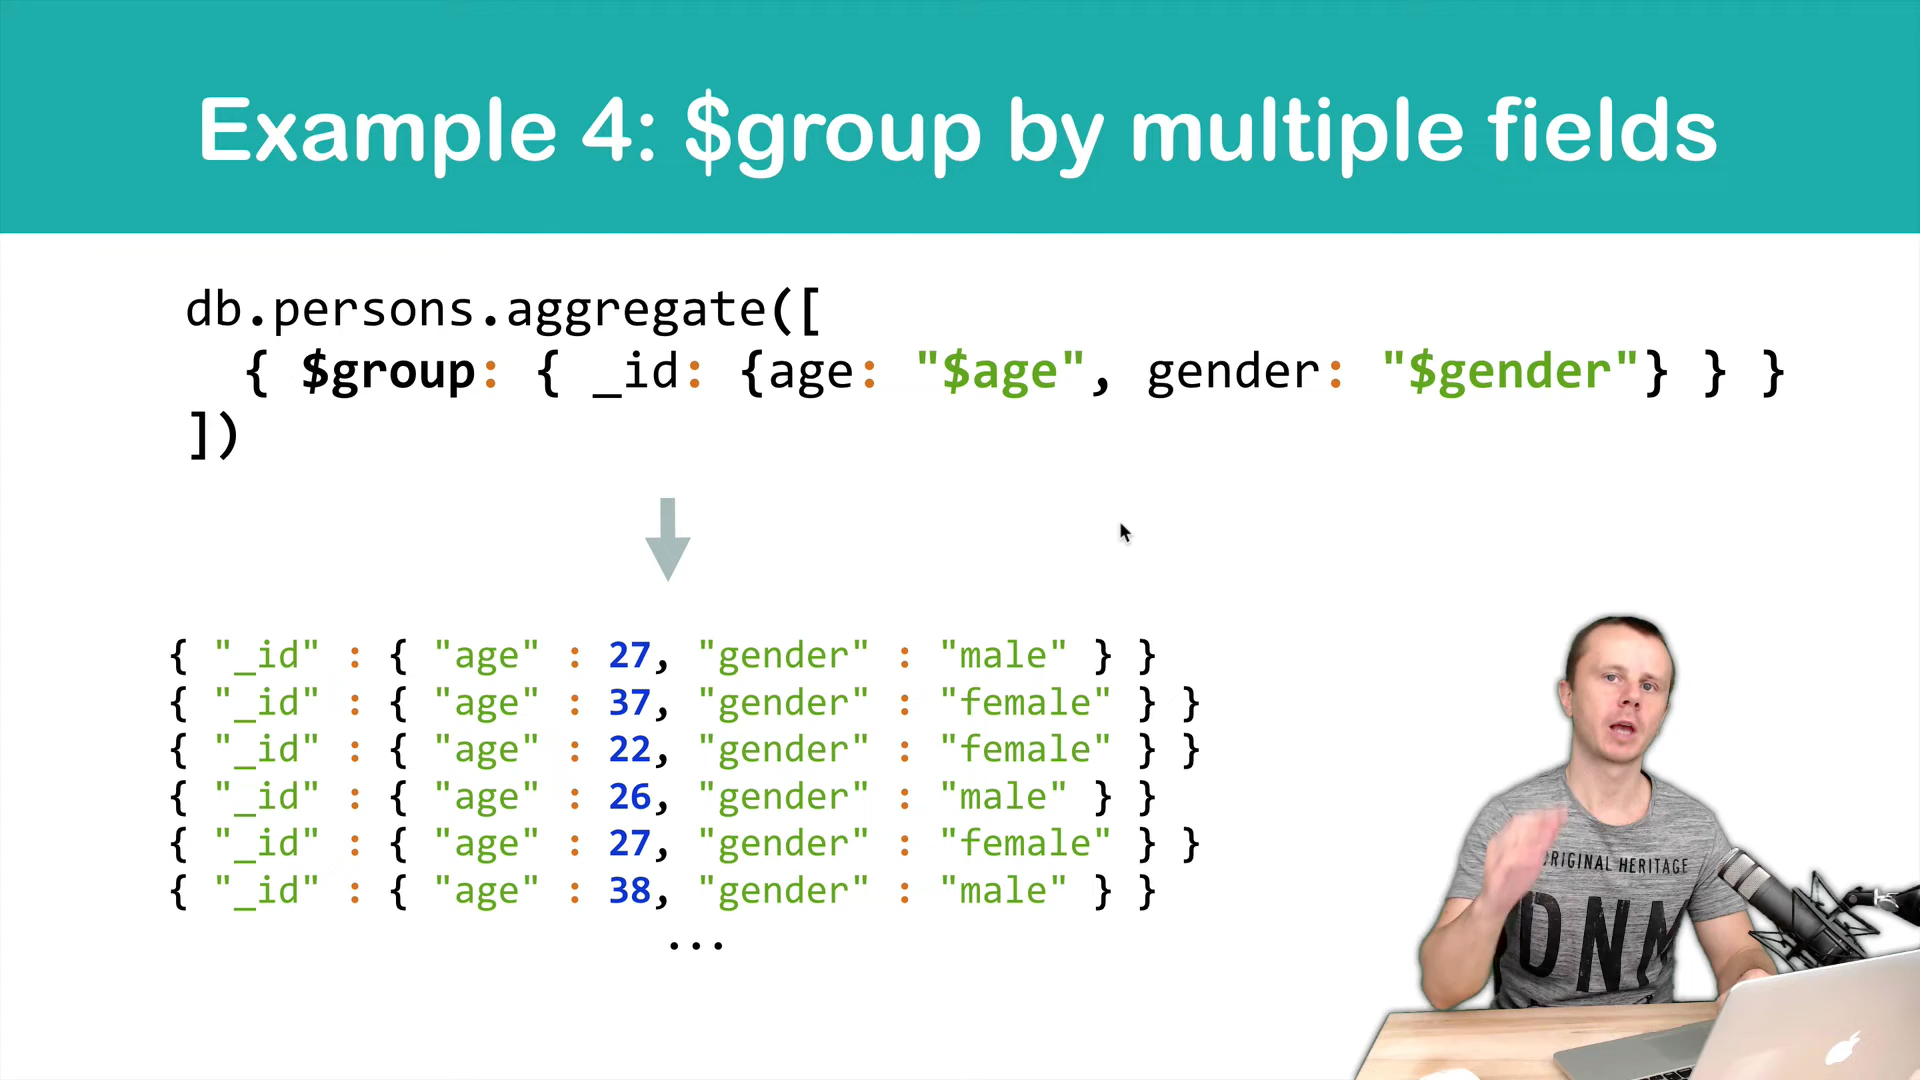 Example 4: $group by multiple fields
db.persons.aggregate([
{ $group: { _id: {age: "$age", gender: "$gender"} } }
])
{ "_id" : { "age" : 27, "gender" : "male" } }
{ "_id" : { "age" : 37, "gender" : "female" } }
{ "_id" : { "age" : 22, "gender" : "female" } }
{ "_id" : { "age" : 26, "gender" : "male" } }
{ "_id" : { "age" : 27, "gender" : "female" } }
{ "_id" : { "age" : 38, "gender" : "male" } }
...
ORIGINAL HERITAGE
DNM